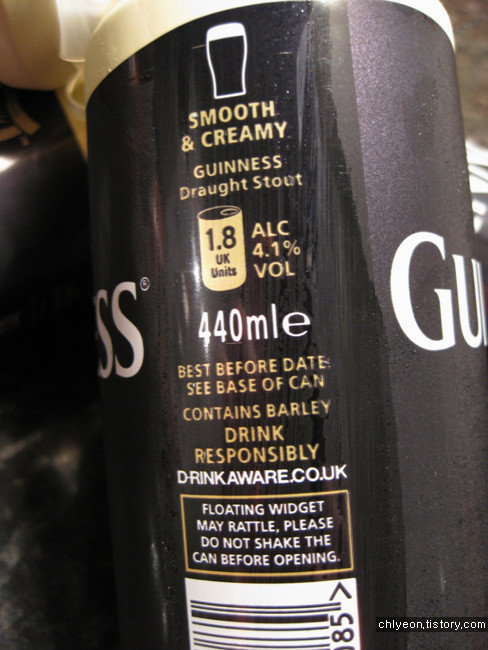 SMOOTH
& CREAMY
GUINNESS
Draught Stout
1.8
UK
Units
ALC
4.1%
VOL
440mle
SS®
GUI
BEST BEFORE DATE:
SEE BASE OF CAN
CONTAINS BARLEY
DRINK
RESPONSIBLY
DRINKAWARE.CO.UK
FLOATING WIDGET
MAY RATTLE, PLEASE
DO NOT SHAKE THE
CAN BEFORE OPENING.
085>
chlyeon.tistory.com